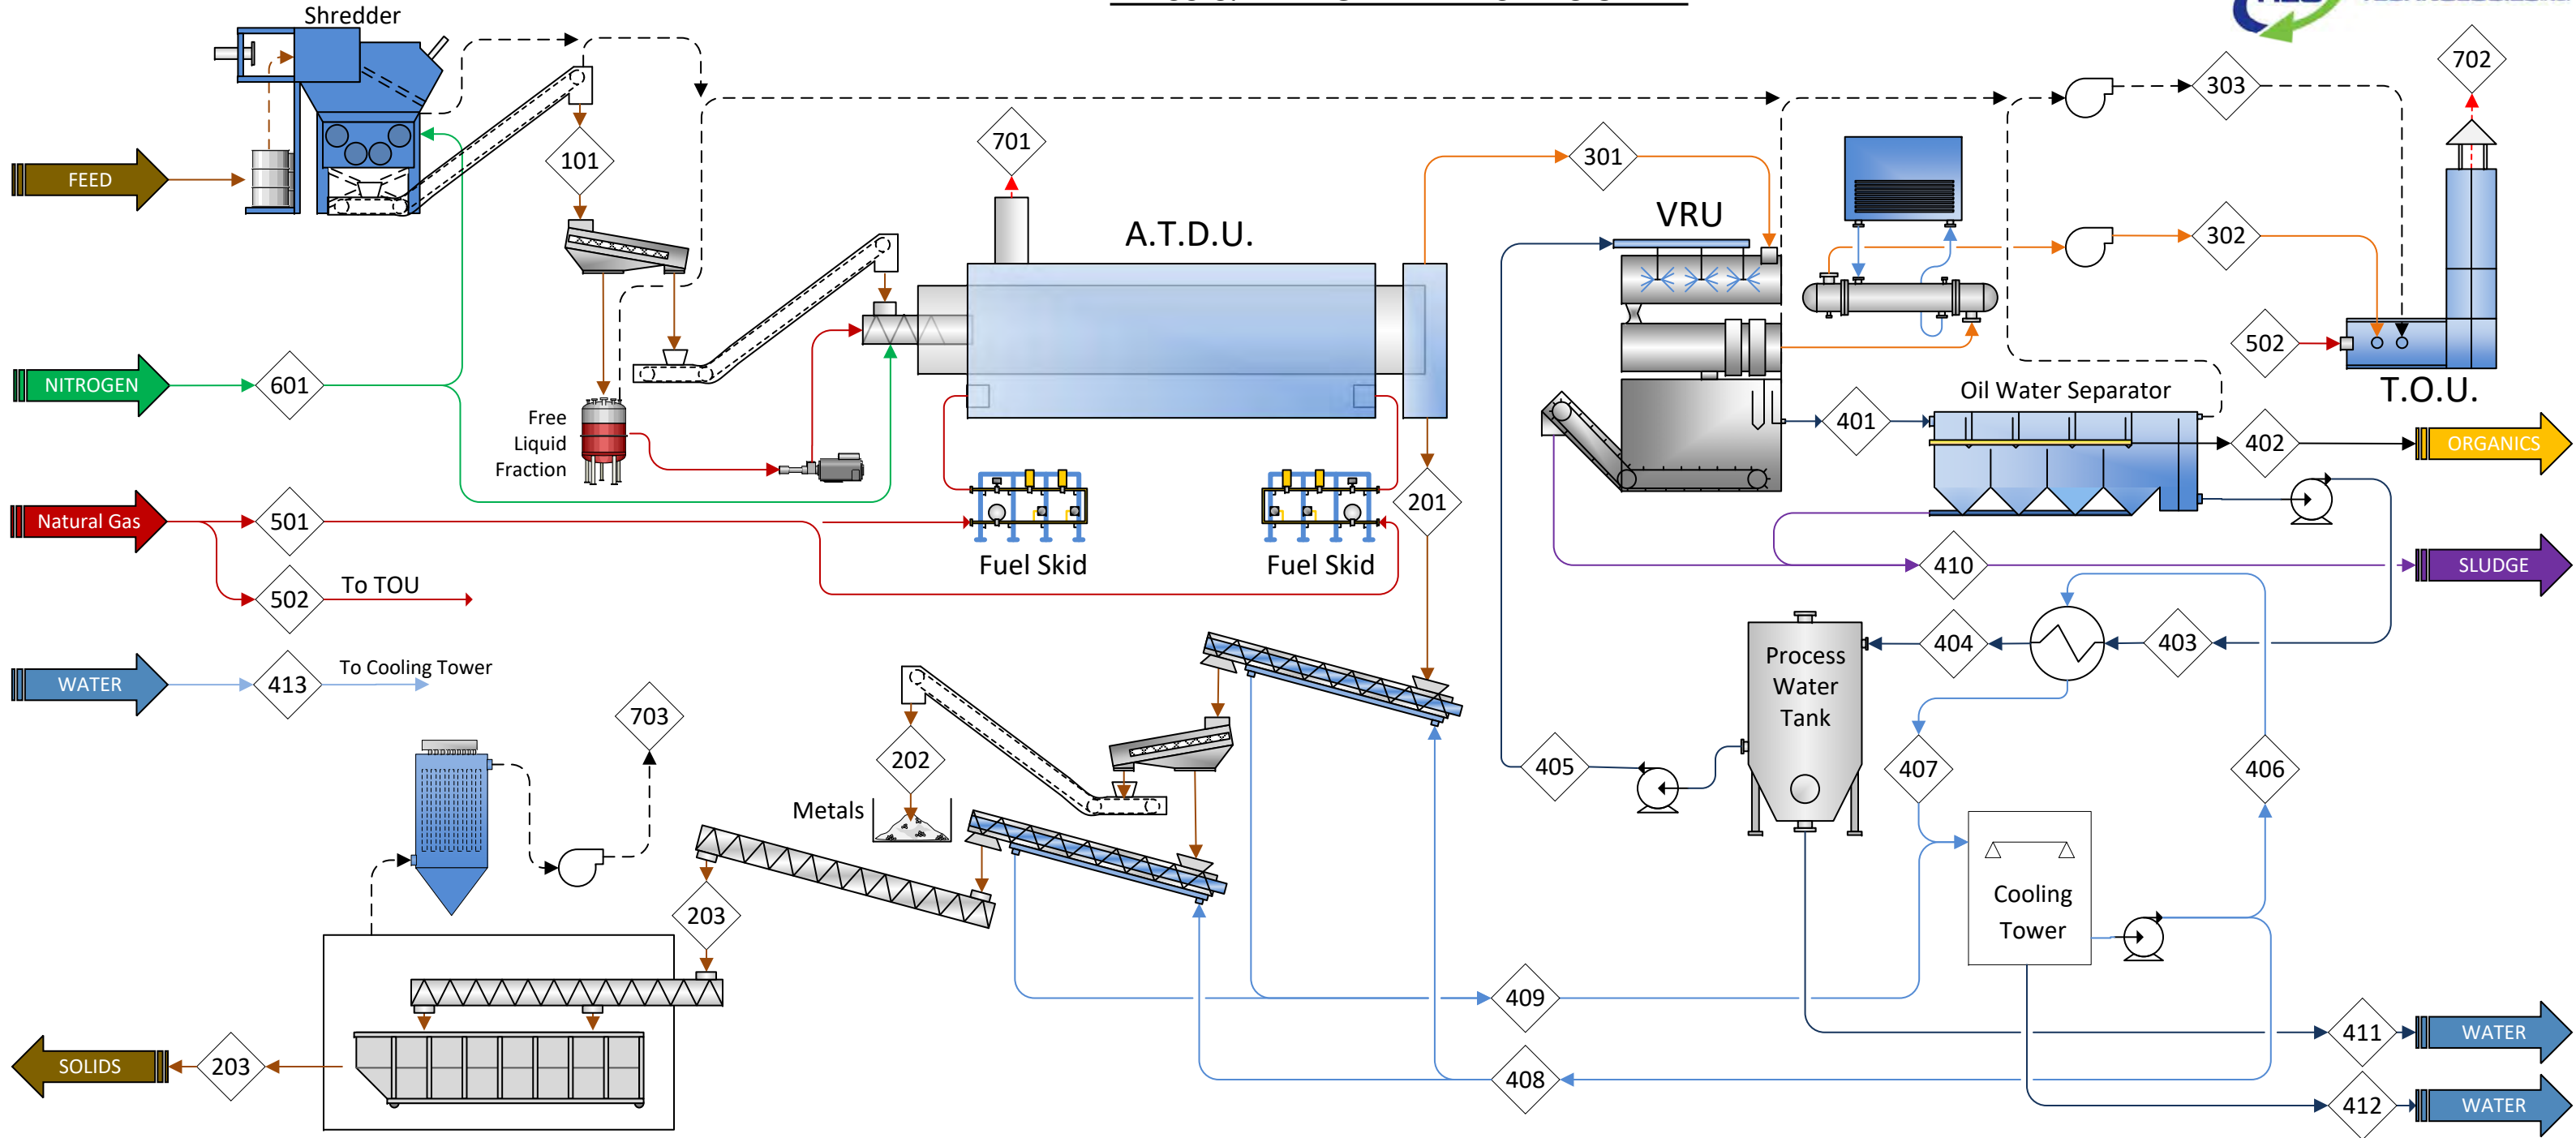 Shredder
702
303
701
101
301
FEED
VRU
A.T.D.U.
302
502
NITROGEN
601
Oil Water Separator
T.O.U.
Free
Liquid
Fraction
401
402
ORGANICS
201
Natural Gas
501
Fuel Skid
Fuel Skid
410
SLUDGE
502
To TOU
404
403
Process
Water
Tank
WATER
413
To Cooling Tower
703
202
405
407
406
Metals
Cooling
Tower
203
409
411
WATER
SOLIDS
203
408
412
WATER